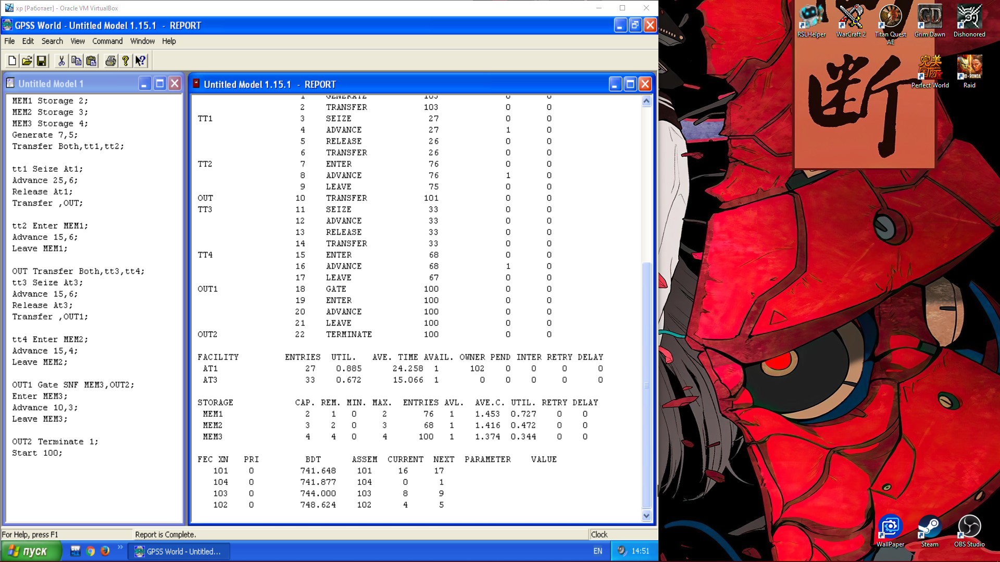 xp [Работает] - Oracle VM VirtualBox
GPSS World - Untitled Model 1.15.1 - REPORT
File Edit Search View Command Window Help
Untitled Model 1
MEM1 Storage 2;
MEM2 Storage 3;
MEM3 Storage 4;
Generate 7,5;
Transfer Both,tt1,tt2;
tt1 Seize At1;
Advance 25,6;
Release At1;
Transfer ,OUT;
tt2 Enter MEM1;
Advance 15,6;
Leave MEM1;
OUT Transfer Both,tt3,tt4;
tt3 Seize At3;
Advance 15,6;
Release At3;
Transfer ,OUT1;
tt4 Enter MEM2;
Advance 15,4;
Leave MEM2;
OUT1 Gate SNF MEM3,OUT2;
Enter MEM3;
Advance 10,3;
Leave MEM3;
OUT2 Terminate 1;
Start 100;
Untitled Model 1.15.1 - REPORT
1 GENERATE 103 0 0
2 TRANSFER 103 0 0
TT1 3 SEIZE 27 0 0
4 ADVANCE 27 1 0
5 RELEASE 26 0 0
6 TRANSFER 26 0 0
TT2 7 ENTER 76 0 0
8 ADVANCE 76 1 0
9 LEAVE 75 0 0
OUT 10 TRANSFER 101 0 0
TT3 11 SEIZE 33 0 0
12 ADVANCE 33 0 0
13 RELEASE 33 0 0
14 TRANSFER 33 0 0
TT4 15 ENTER 68 0 0
16 ADVANCE 68 1 0
17 LEAVE 67 0 0
OUT1 18 GATE 100 0 0
19 ENTER 100 0 0
20 ADVANCE 100 0 0
21 LEAVE 100 0 0
OUT2 22 TERMINATE 100 0 0
FACILITY ENTRIES UTIL. AVE. TIME AVAIL. OWNER PEND INTER RETRY DELAY
AT1 27 0.885 24.258 1 102 0 0 0 0
AT3 33 0.672 15.066 1 0 0 0 0 0
STORAGE CAP. REM. MIN. MAX. ENTRIES AVL. AVE.C. UTIL. RETRY DELAY
MEM1 2 1 0 2 76 1 1.453 0.727 0 0
MEM2 3 2 0 3 68 1 1.416 0.472 0 0
MEM3 4 4 0 4 100 1 1.374 0.344 0 0
FEC XN PRI BDT ASSEM CURRENT NEXT PARAMETER VALUE
101 0 741.648 101 16 17
104 0 741.877 104 0 1
103 0 744.000 103 8 9
102 0 748.624 102 4 5
For Help, press F1
Report is Complete.
Clock
пуск
GPSS World - Untitled...
EN
14:51
RSLHelper
WarCraft 2
Titan Quest
AE
Grim Dawn
Dishonored
GD
断
完美
国际
Perfect World
Raid
WallPaper
Steam
OBS Studio